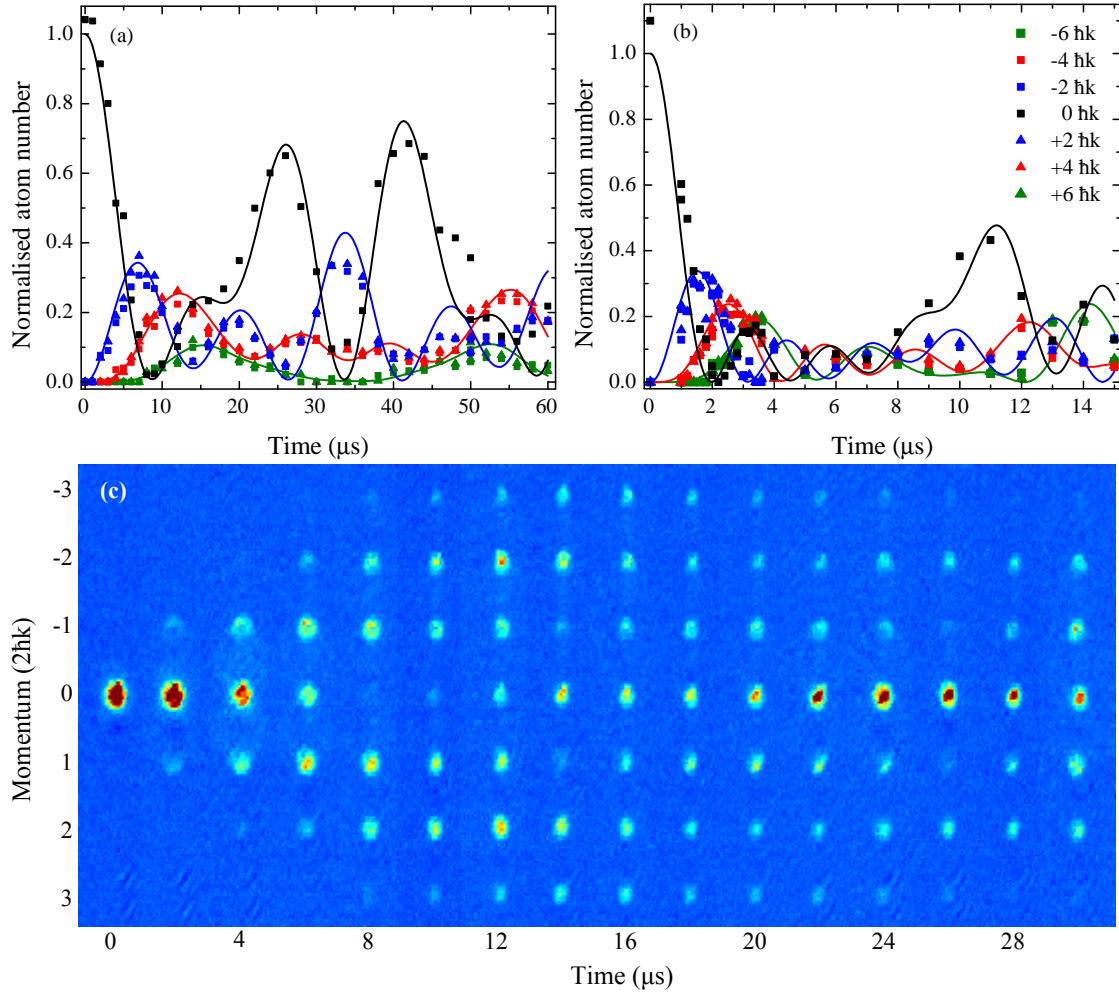 (a)
Normalised atom number
1.0
0.8
0.6
0.4
0.2
0.0
0 10 20 30 40 50 60
Time (μs)
(b)
Normalised atom number
1.0
0.8
0.6
0.4
0.2
0.0
0 2 4 6 8 10 12 14
Time (μs)
-6 ħk
-4 ħk
-2 ħk
0 ħk
+2 ħk
+4 ħk
+6 ħk
(c)
Momentum (2ħk)
-3
-2
-1
0
1
2
3
0 4 8 12 16 20 24 28
Time (μs)